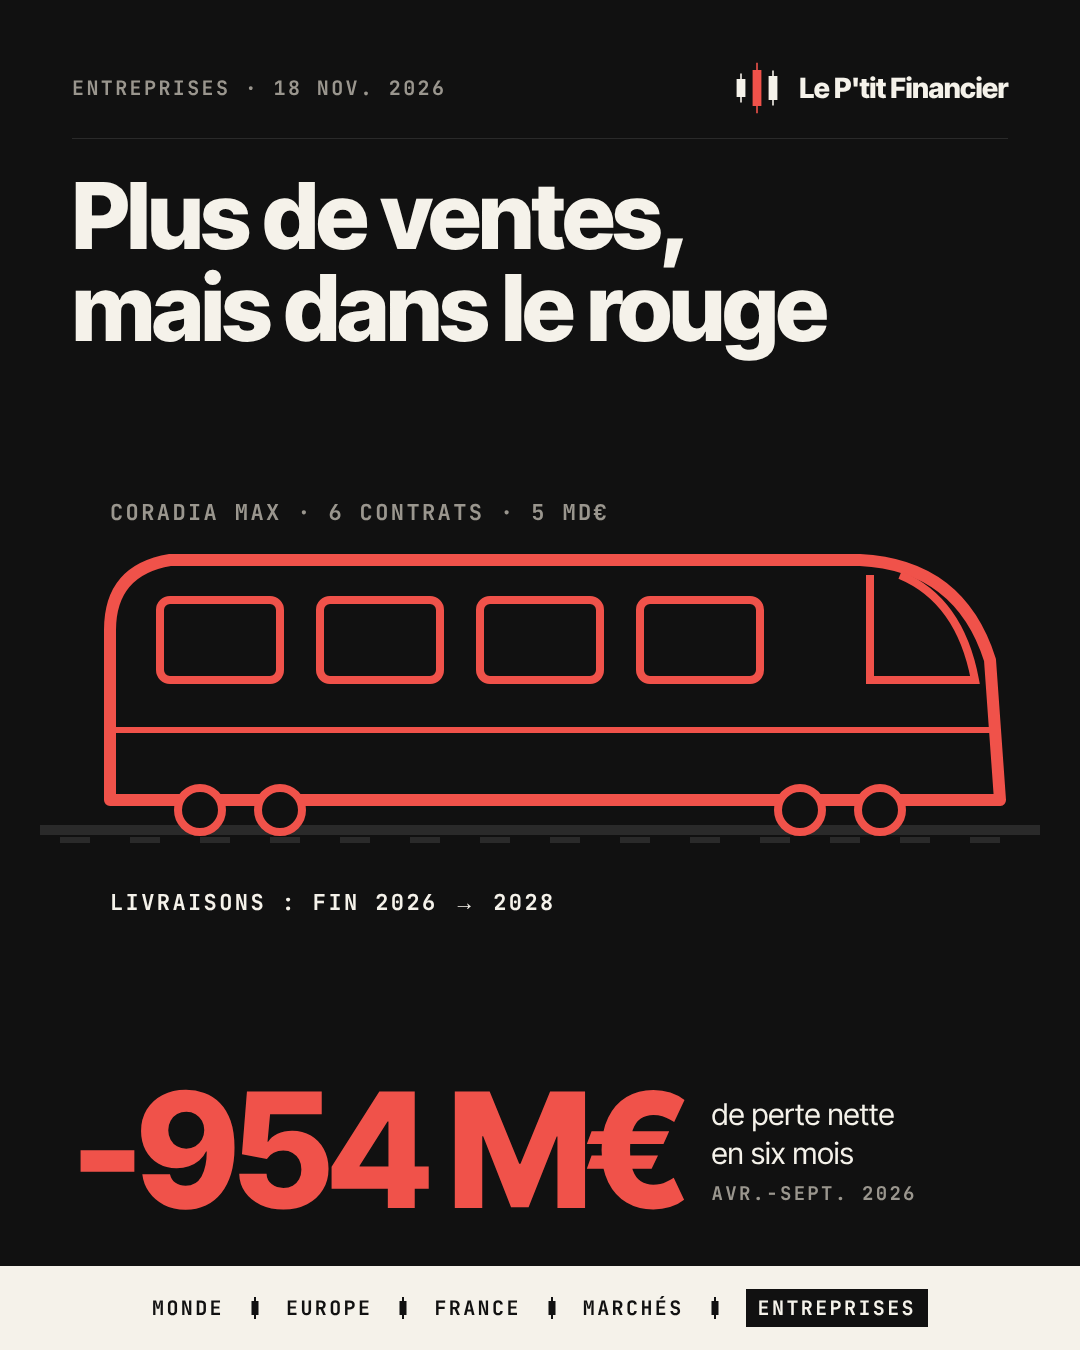 ENTREPRISES · 18 NOV. 2026
Le P'tit Financier
Plus de ventes,
mais dans le rouge
CORADIA MAX · 6 CONTRATS · 5 MD€
LIVRAISONS : FIN 2026 → 2028
-954 M€
de perte nette
en six mois
AVR.-SEPT. 2026
MONDE EUROPE FRANCE MARCHÉS ENTREPRISES